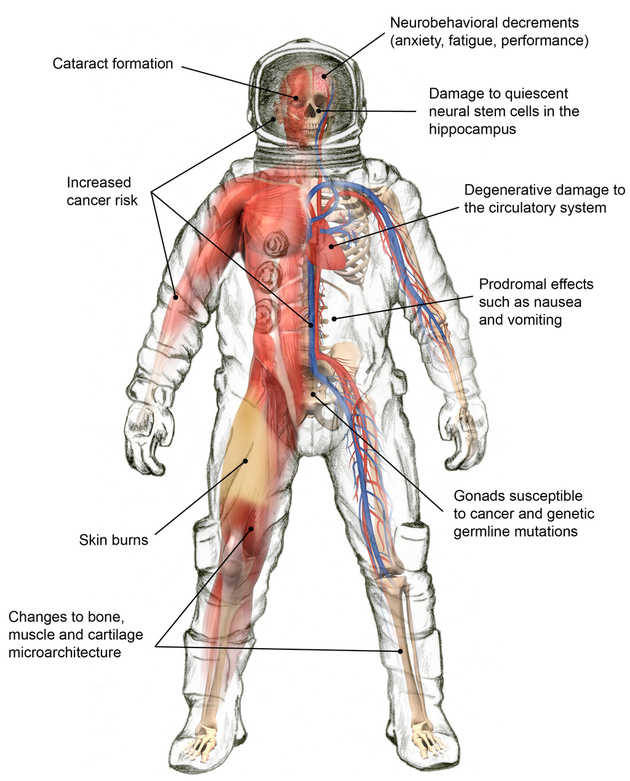 Neurobehavioral decrements
(anxiety, fatigue, performance)
Cataract formation
Damage to quiescent
neural stem cells in the
hippocampus
Increased
cancer risk
Degenerative damage to
the circulatory system
Prodromal effects
such as nausea
and vomiting
Gonads susceptible
to cancer and genetic
germline mutations
Skin burns
Changes to bone,
muscle and cartilage
microarchitecture